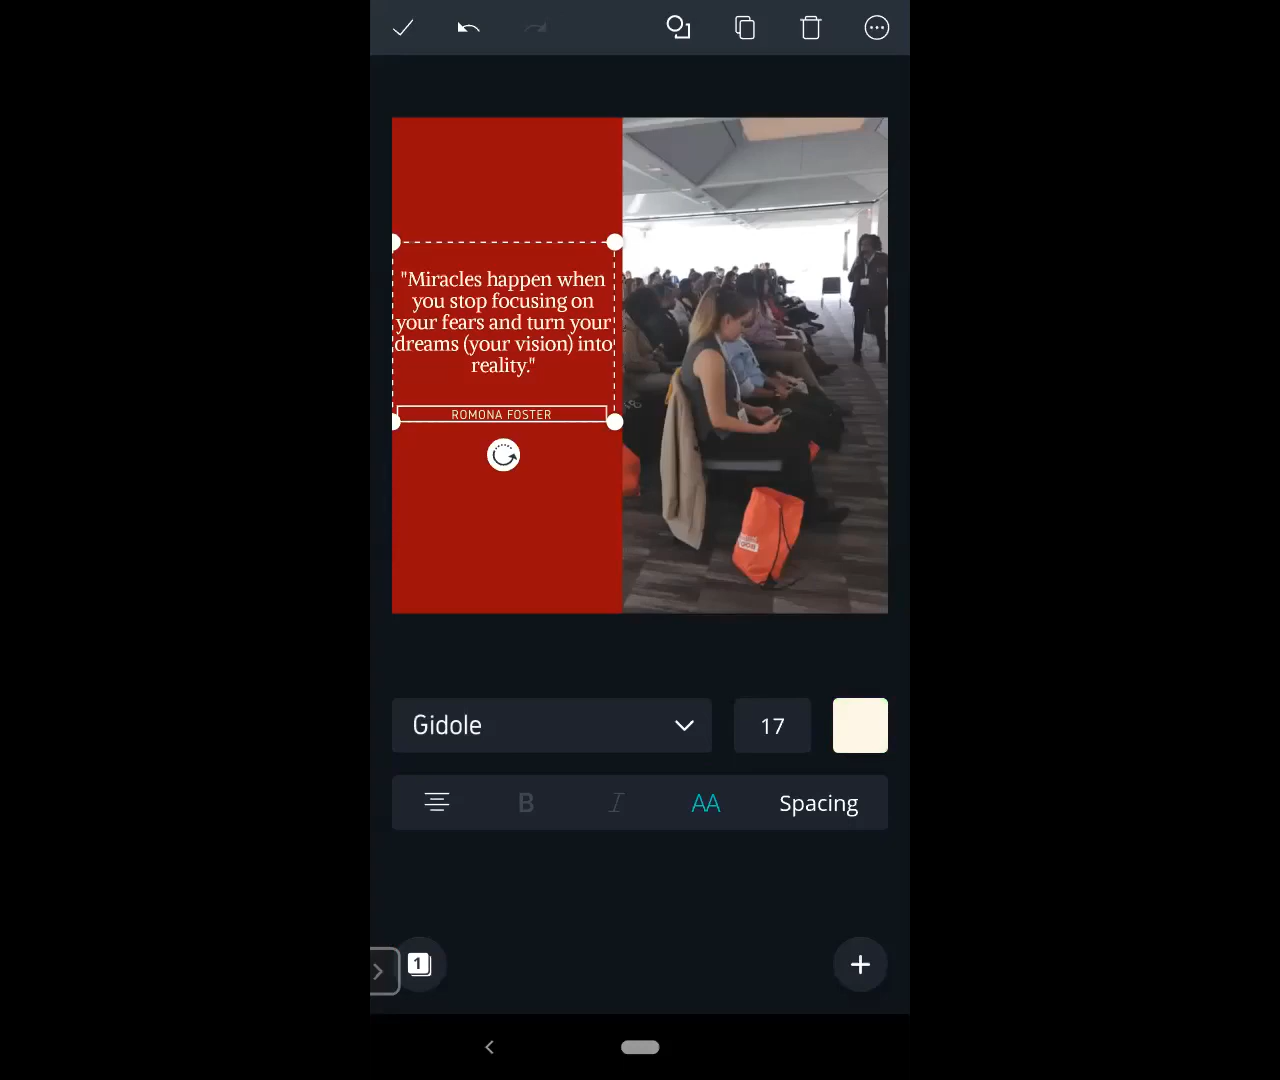 "Miracles happen when
you stop focusing on
your fears and turn your
dreams (your vision) into
reality."
ROMONA FOSTER
Gidole
17
B
I
AA
Spacing
1